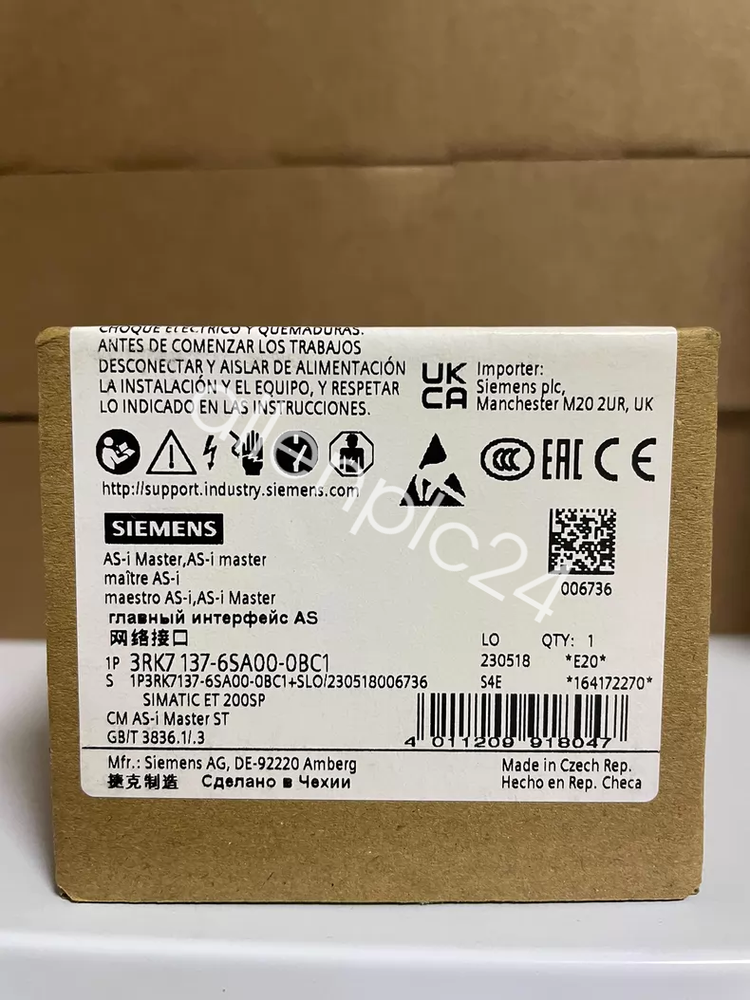 CHOQUE ELÉCTRICO Y QUEMADURAS.
ANTES DE COMENZAR LOS TRABAJOS
DESCONECTAR Y AISLAR DE ALIMENTACIÓN
LA INSTALACIÓN Y EL EQUIPO, Y RESPETAR
LO INDICADO EN LAS INSTRUCCIONES.
UK
CA
Importer:
Siemens plc,
Manchester M20 2UR, UK
CCC EAC CE
http://support.industry.siemens.com
SIEMENS
006736
AS-i Master,AS-i master
maître AS-i
maestro AS-i,AS-i Master
главный интерфейс AS
网络接口
LO QTY: 1
1P 3RK7 137-6SA00-0BC1 230518 *E20*
S 1P3RK7137-6SA00-0BC1+SLO/230518006736 S4E *164172270*
SIMATIC ET 200SP
CM AS-i Master ST
GB/T 3836.1/.3
4 011209 918047
Mfr.: Siemens AG, DE-92220 Amberg Made in Czech Rep.
捷克制造 Сделано в Чехии Hecho en Rep. Checa
allenplc24